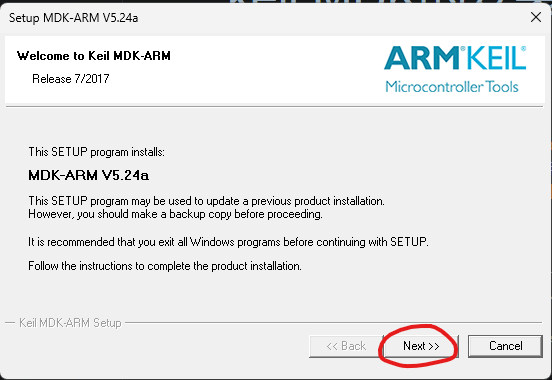 Setup MDK-ARM V5.24a
Welcome to Keil MDK-ARM
Release 7/2017
ARM KEIL®
Microcontroller Tools
This SETUP program installs:
MDK-ARM V5.24a
This SETUP program may be used to update a previous product installation.
However, you should make a backup copy before proceeding.
It is recommended that you exit all Windows programs before continuing with SETUP.
Follow the instructions to complete the product installation.
Keil MDK-ARM Setup
<< Back
Next >>
Cancel